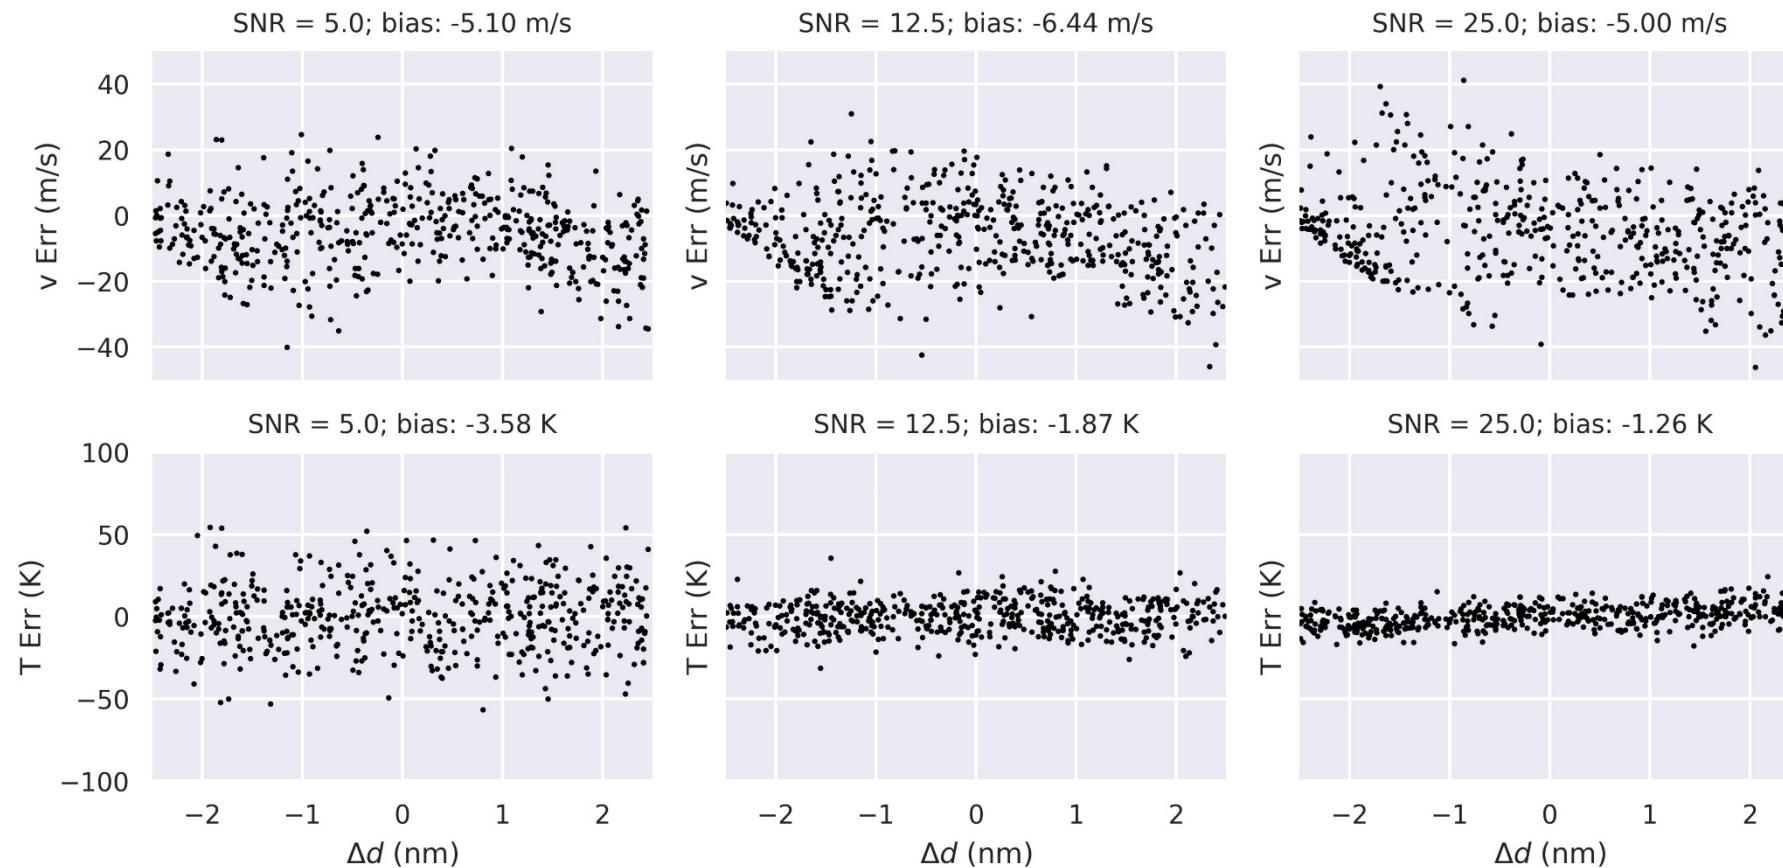 SNR = 5.0; bias: -5.10 m/s
SNR = 12.5; bias: -6.44 m/s
SNR = 25.0; bias: -5.00 m/s
v Err (m/s)
40
20
0
−20
−40
v Err (m/s)
v Err (m/s)
SNR = 5.0; bias: -3.58 K
SNR = 12.5; bias: -1.87 K
SNR = 25.0; bias: -1.26 K
T Err (K)
100
50
0
−50
−100
T Err (K)
T Err (K)
−2 −1 0 1 2
−2 −1 0 1 2
−2 −1 0 1 2
Δd (nm)
Δd (nm)
Δd (nm)